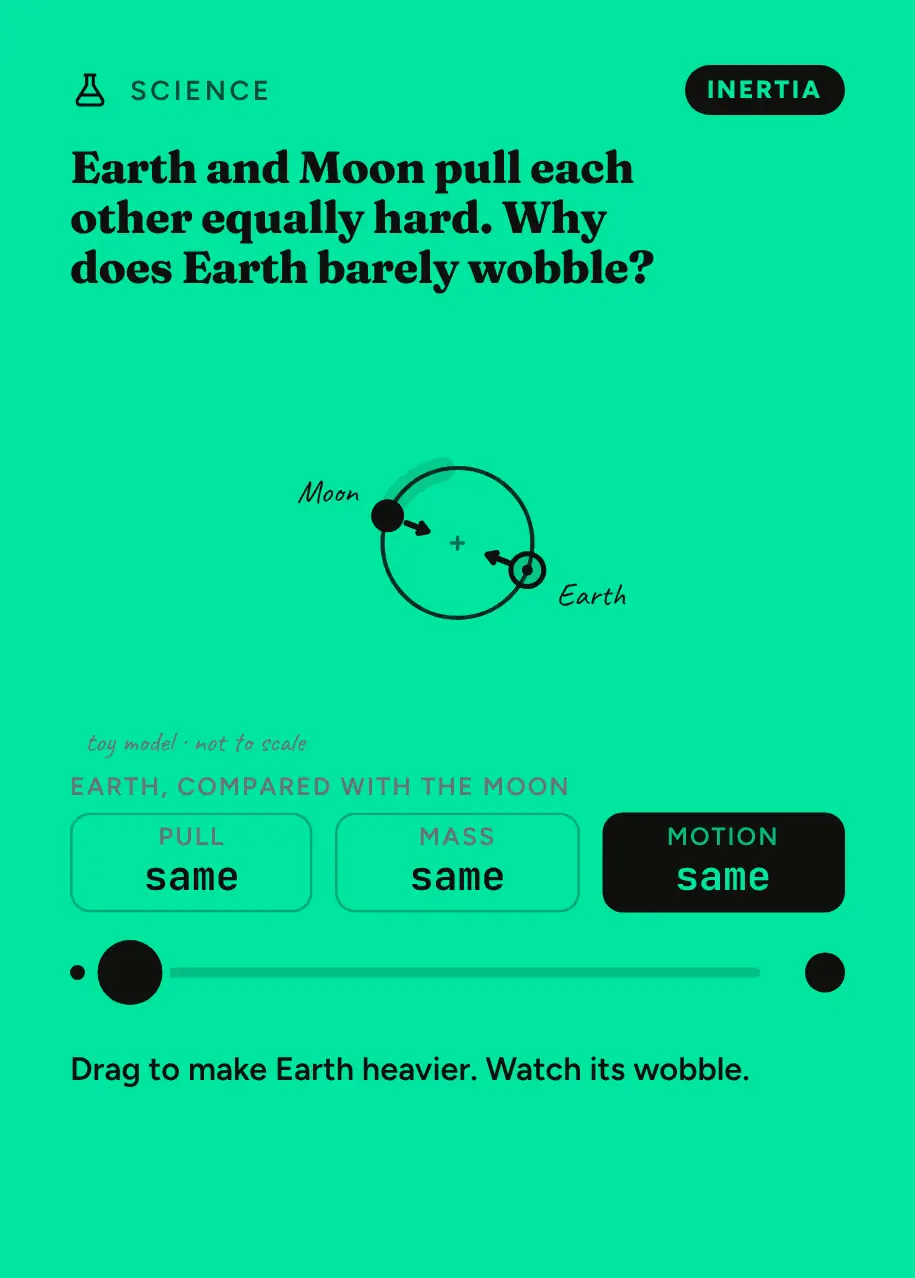 SCIENCE
INERTIA
Earth and Moon pull each
other equally hard. Why
does Earth barely wobble?
Moon
Earth
toy model · not to scale
EARTH, COMPARED WITH THE MOON
PULL
same
MASS
same
MOTION
same
Drag to make Earth heavier. Watch its wobble.